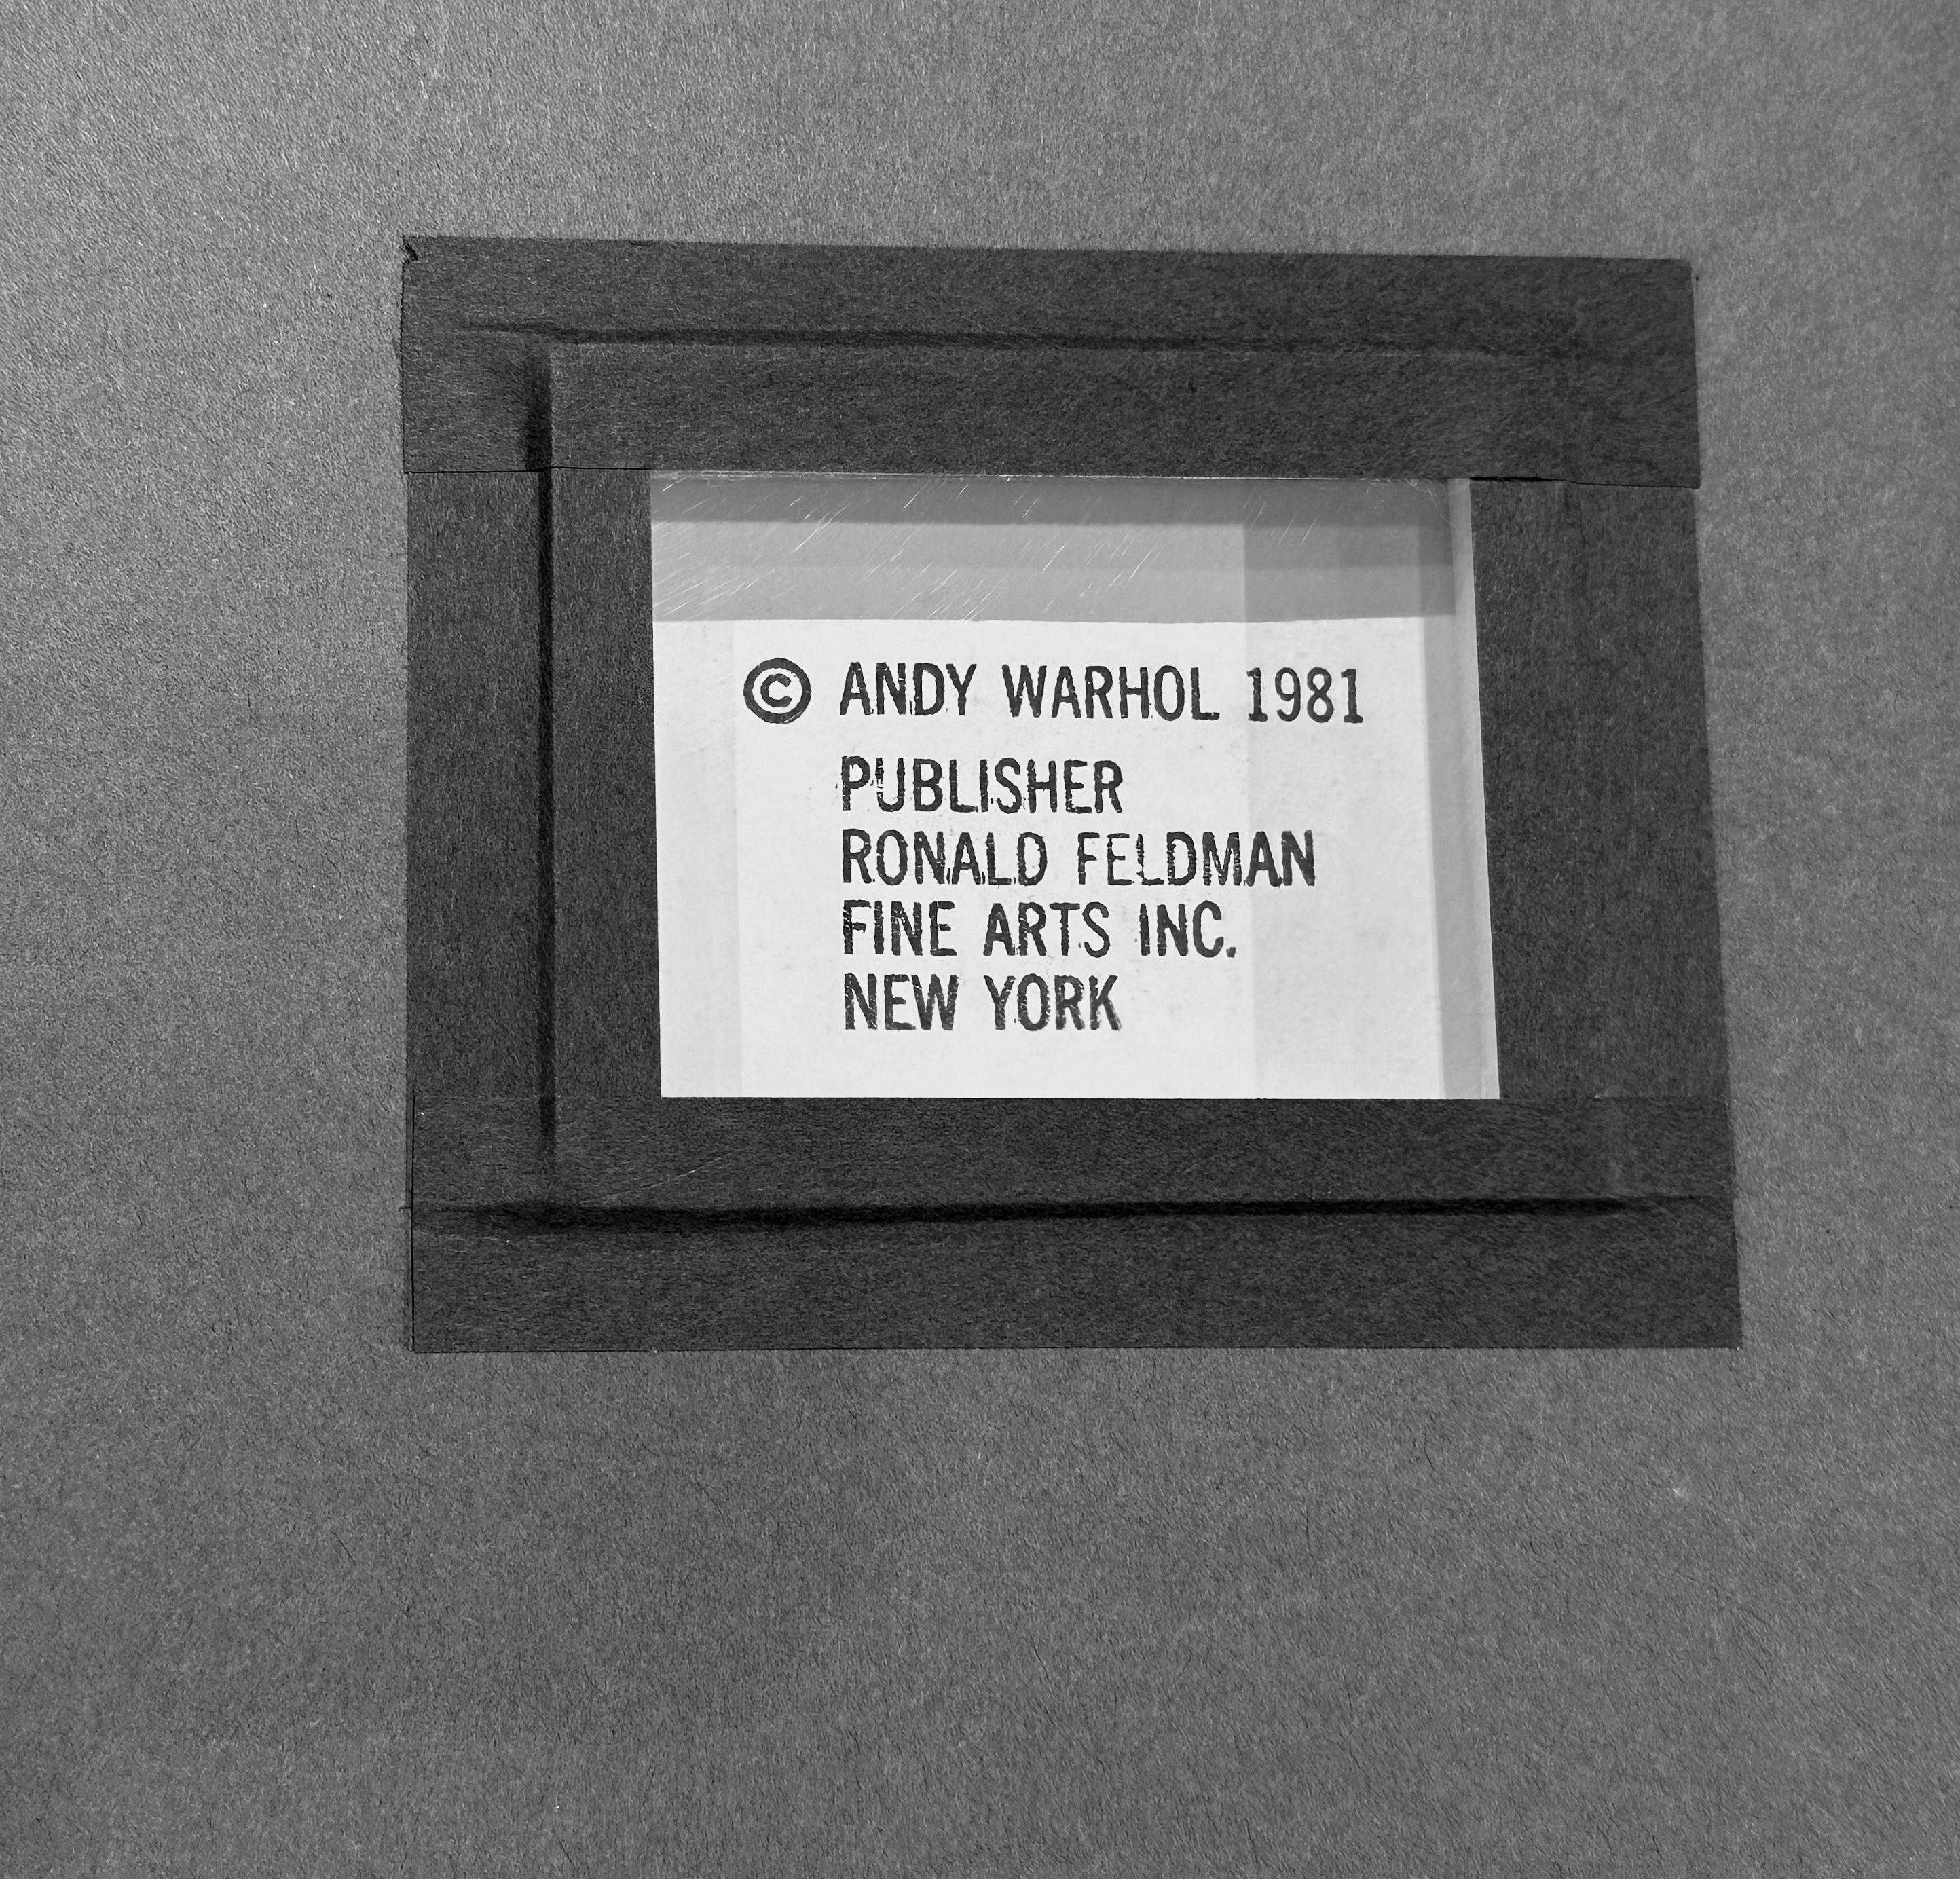 © ANDY WARHOL 1981
PUBLISHER
RONALD FELDMAN
FINE ARTS INC.
NEW YORK